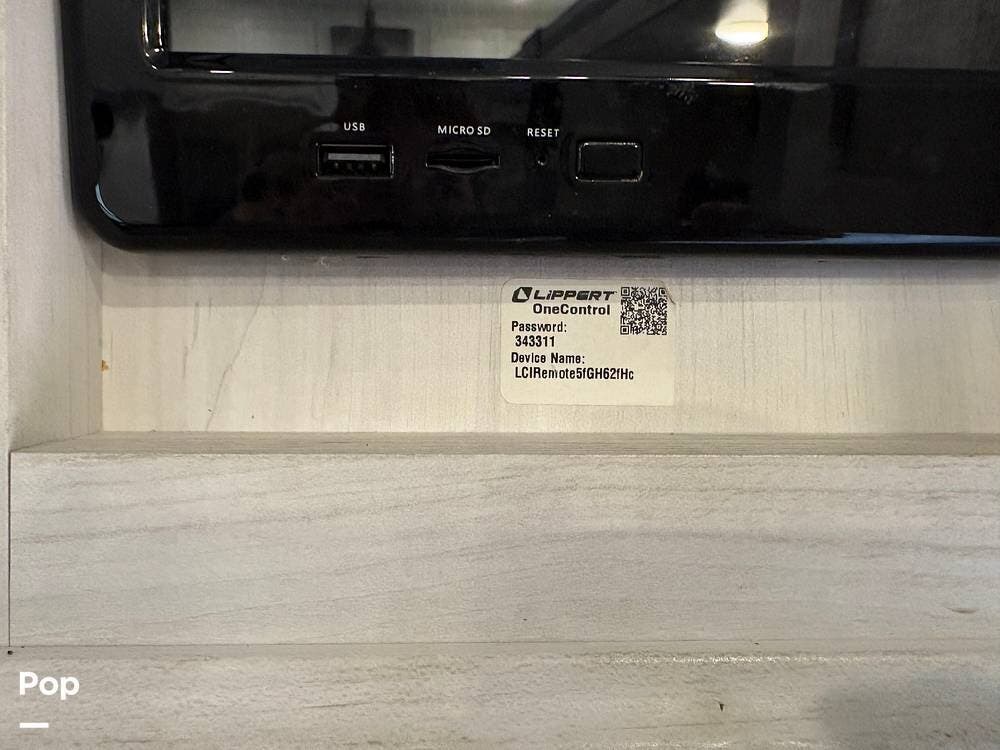 USB MICRO SD RESET
LIPPERT
OneControl
Password:
343311
Device Name:
LCIRemote5fGH62fHc
Pop